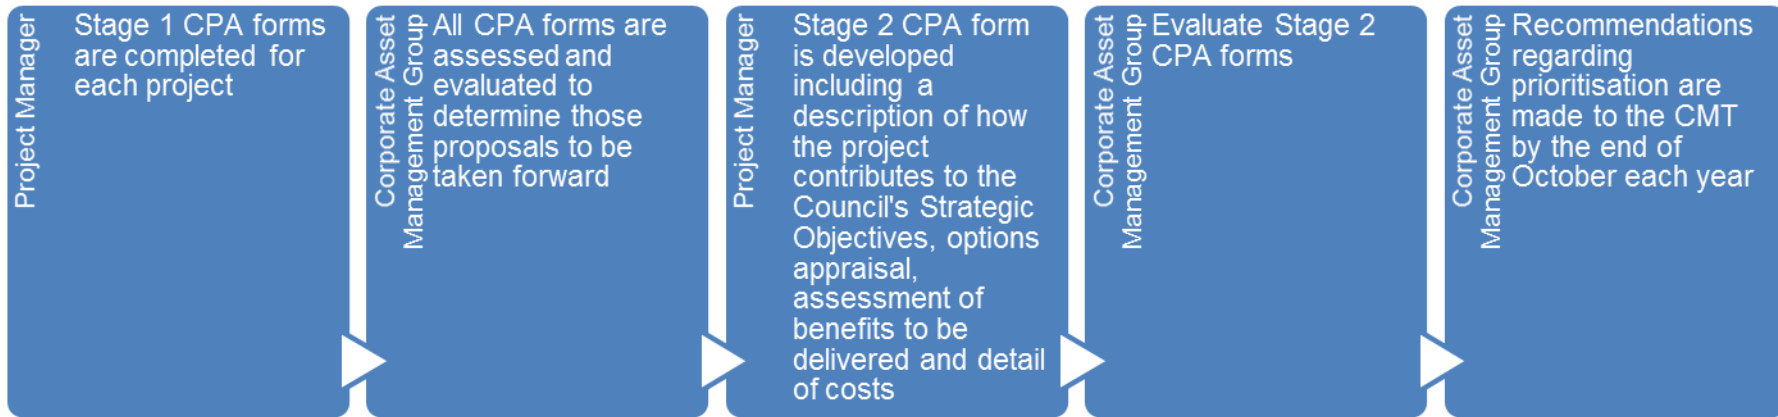 Project Manager
Stage 1 CPA forms
are completed for
each project
Corporate Asset
Management Group
All CPA forms are
assessed and
evaluated to
determine those
proposals to be
taken forward
Project Manager
Stage 2 CPA form
is developed
including a
description of how
the project
contributes to the
Council's Strategic
Objectives, options
appraisal,
assessment of
benefits to be
delivered and detail
of costs
Corporate Asset
Management Group
Evaluate Stage 2
CPA forms
Corporate Asset
Management Group
Recommendations
regarding
prioritisation are
made to the CMT
by the end of
October each year